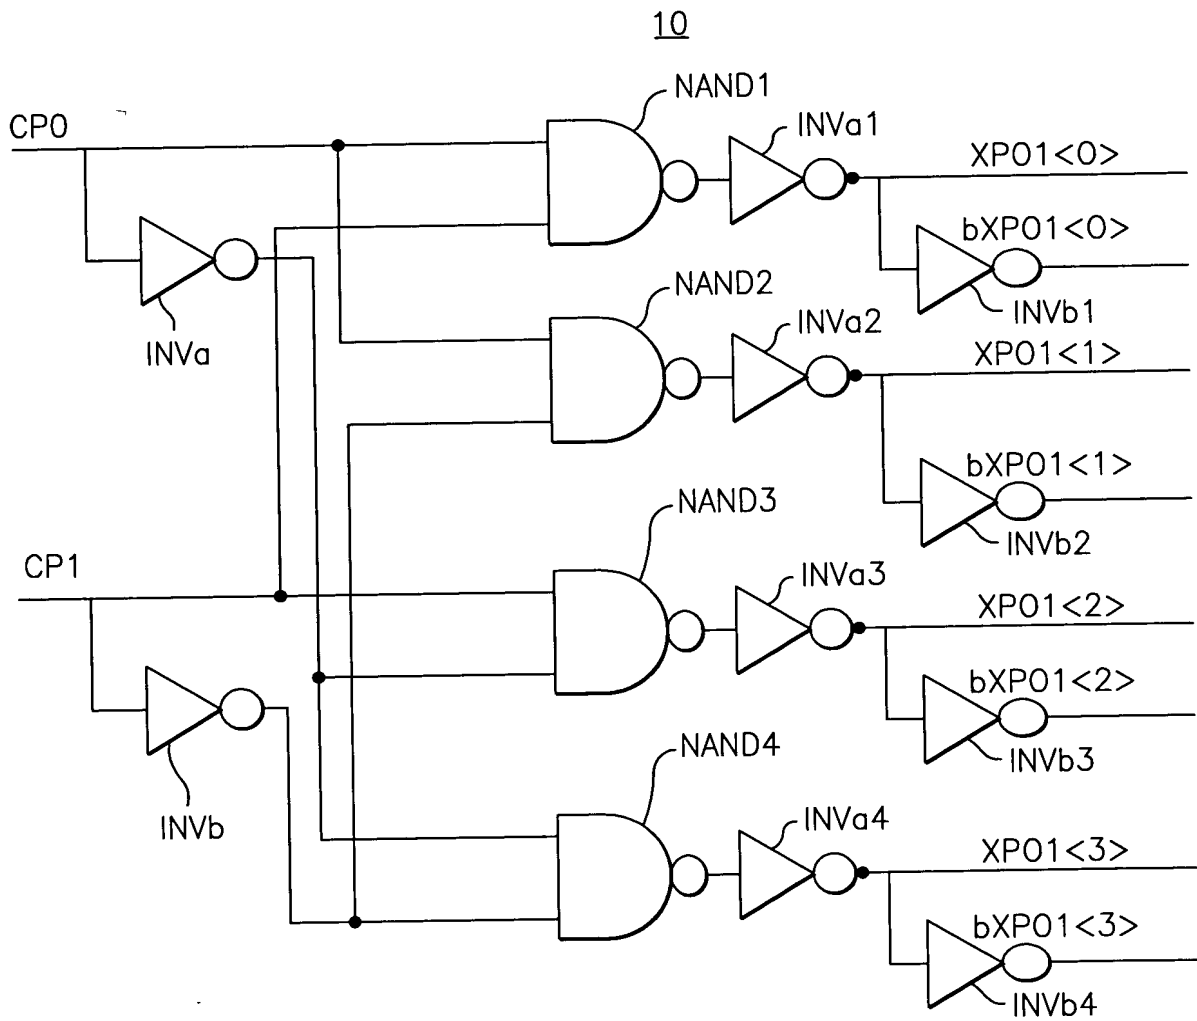 10
NAND1
CP0
INVa1
XP01<0>
bXP01<0>
INVa
NAND2
INVa2
INVb1
XP01<1>
bXP01<1>
NAND3
INVb2
CP1
INVa3
XP01<2>
bXP01<2>
NAND4
INVb3
INVb
INVa4
XP01<3>
bXP01<3>
INVb4